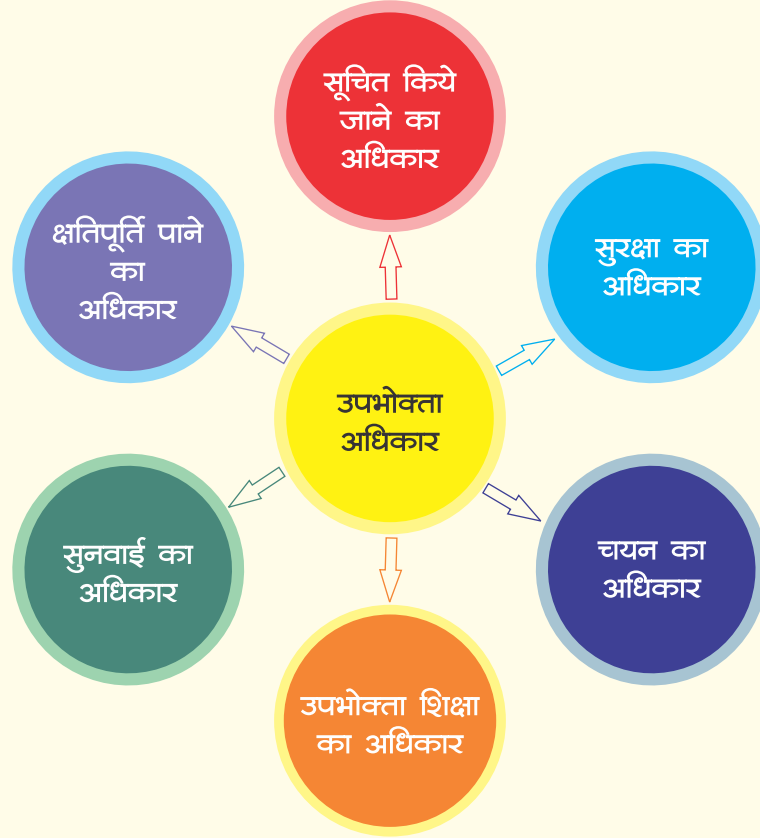 सूचित किये
जाने का
अधिकार
क्षतिपूर्ति पाने
का
अधिकार
सुरक्षा का
अधिकार
उपभोक्ता
अधिकार
सुनवाई का
अधिकार
चयन का
अधिकार
उपभोक्ता शिक्षा
का अधिकार